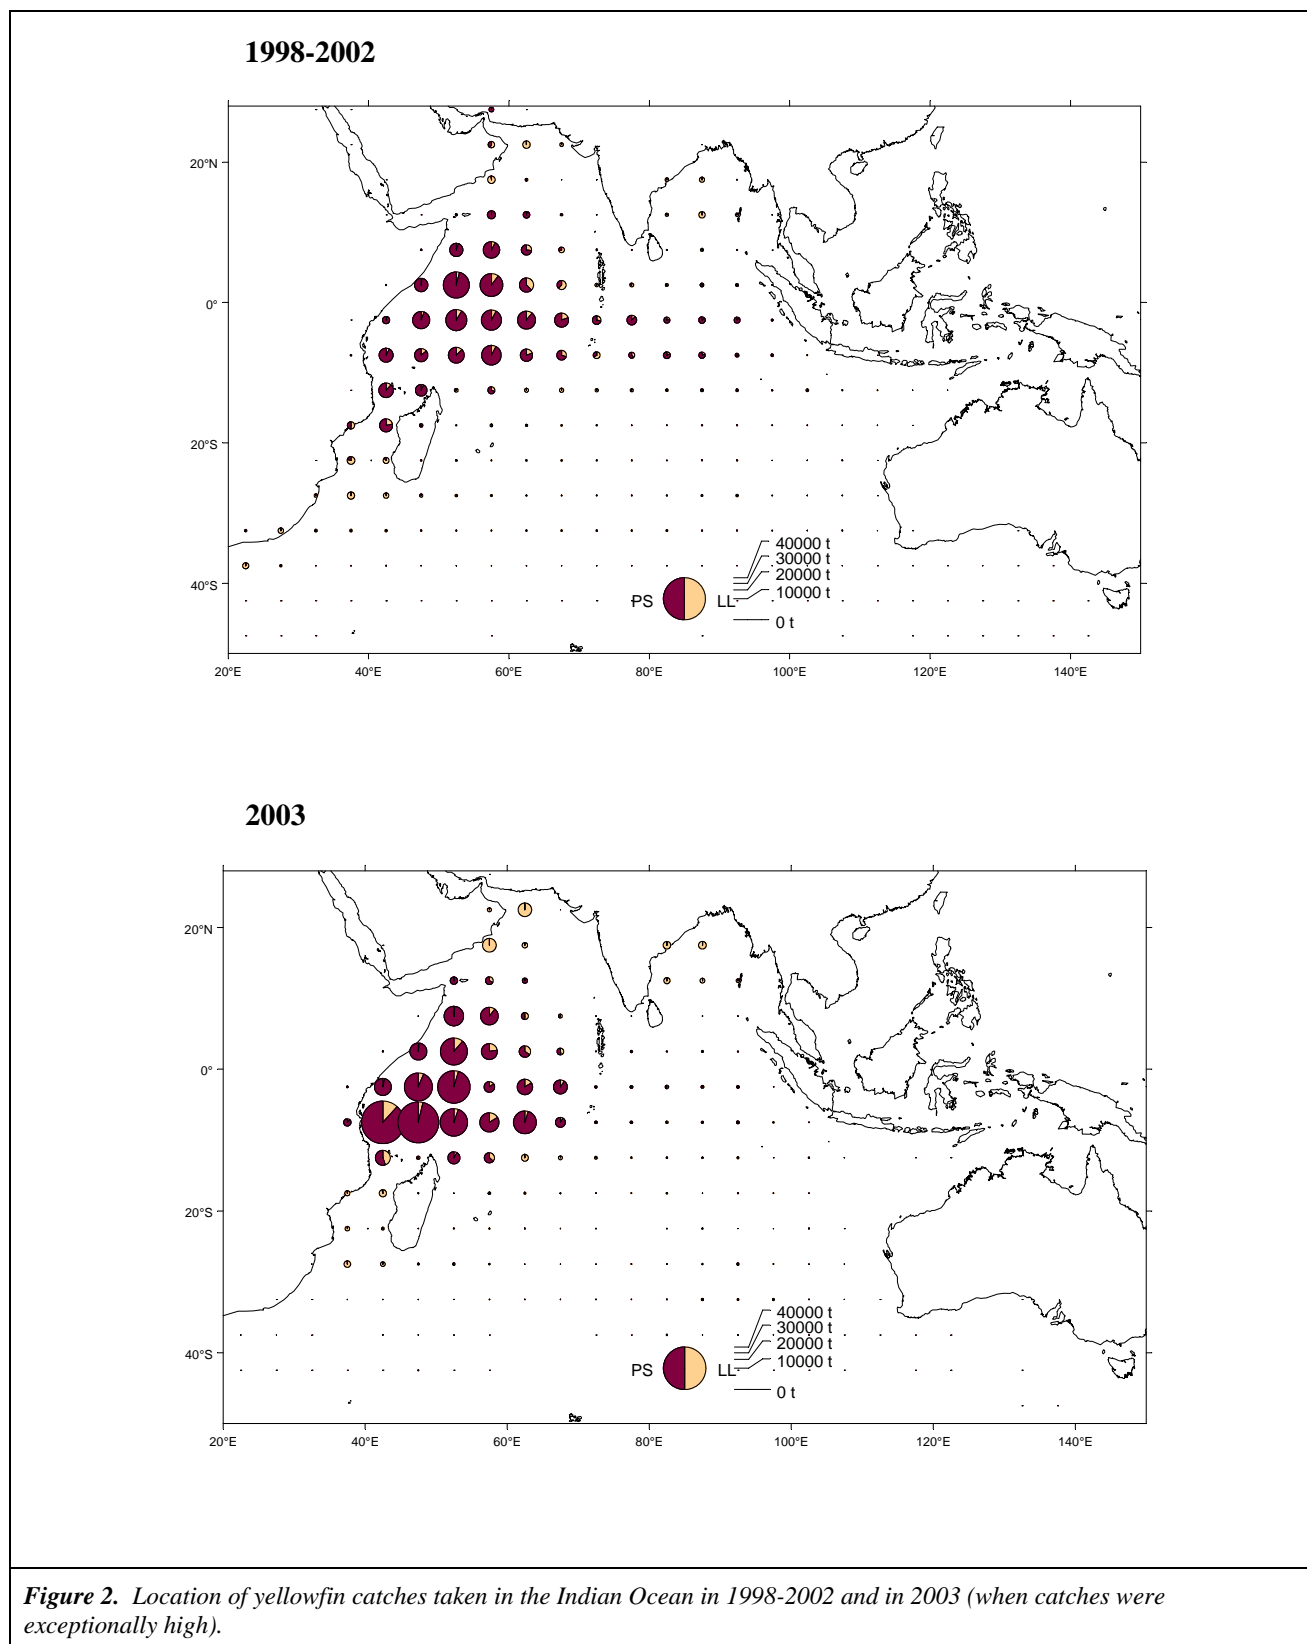 1998-2002
20°N
0°
20°S
40°S
40000 t
30000 t
20000 t
10000 t
0 t
PS
LL
20°E 40°E 60°E 80°E 100°E 120°E 140°E
2003
20°N
0°
20°S
40°S
40000 t
30000 t
20000 t
10000 t
0 t
PS
LL
20°E 40°E 60°E 80°E 100°E 120°E 140°E
Figure 2. Location of yellowfin catches taken in the Indian Ocean in 1998-2002 and in 2003 (when catches were
exceptionally high).